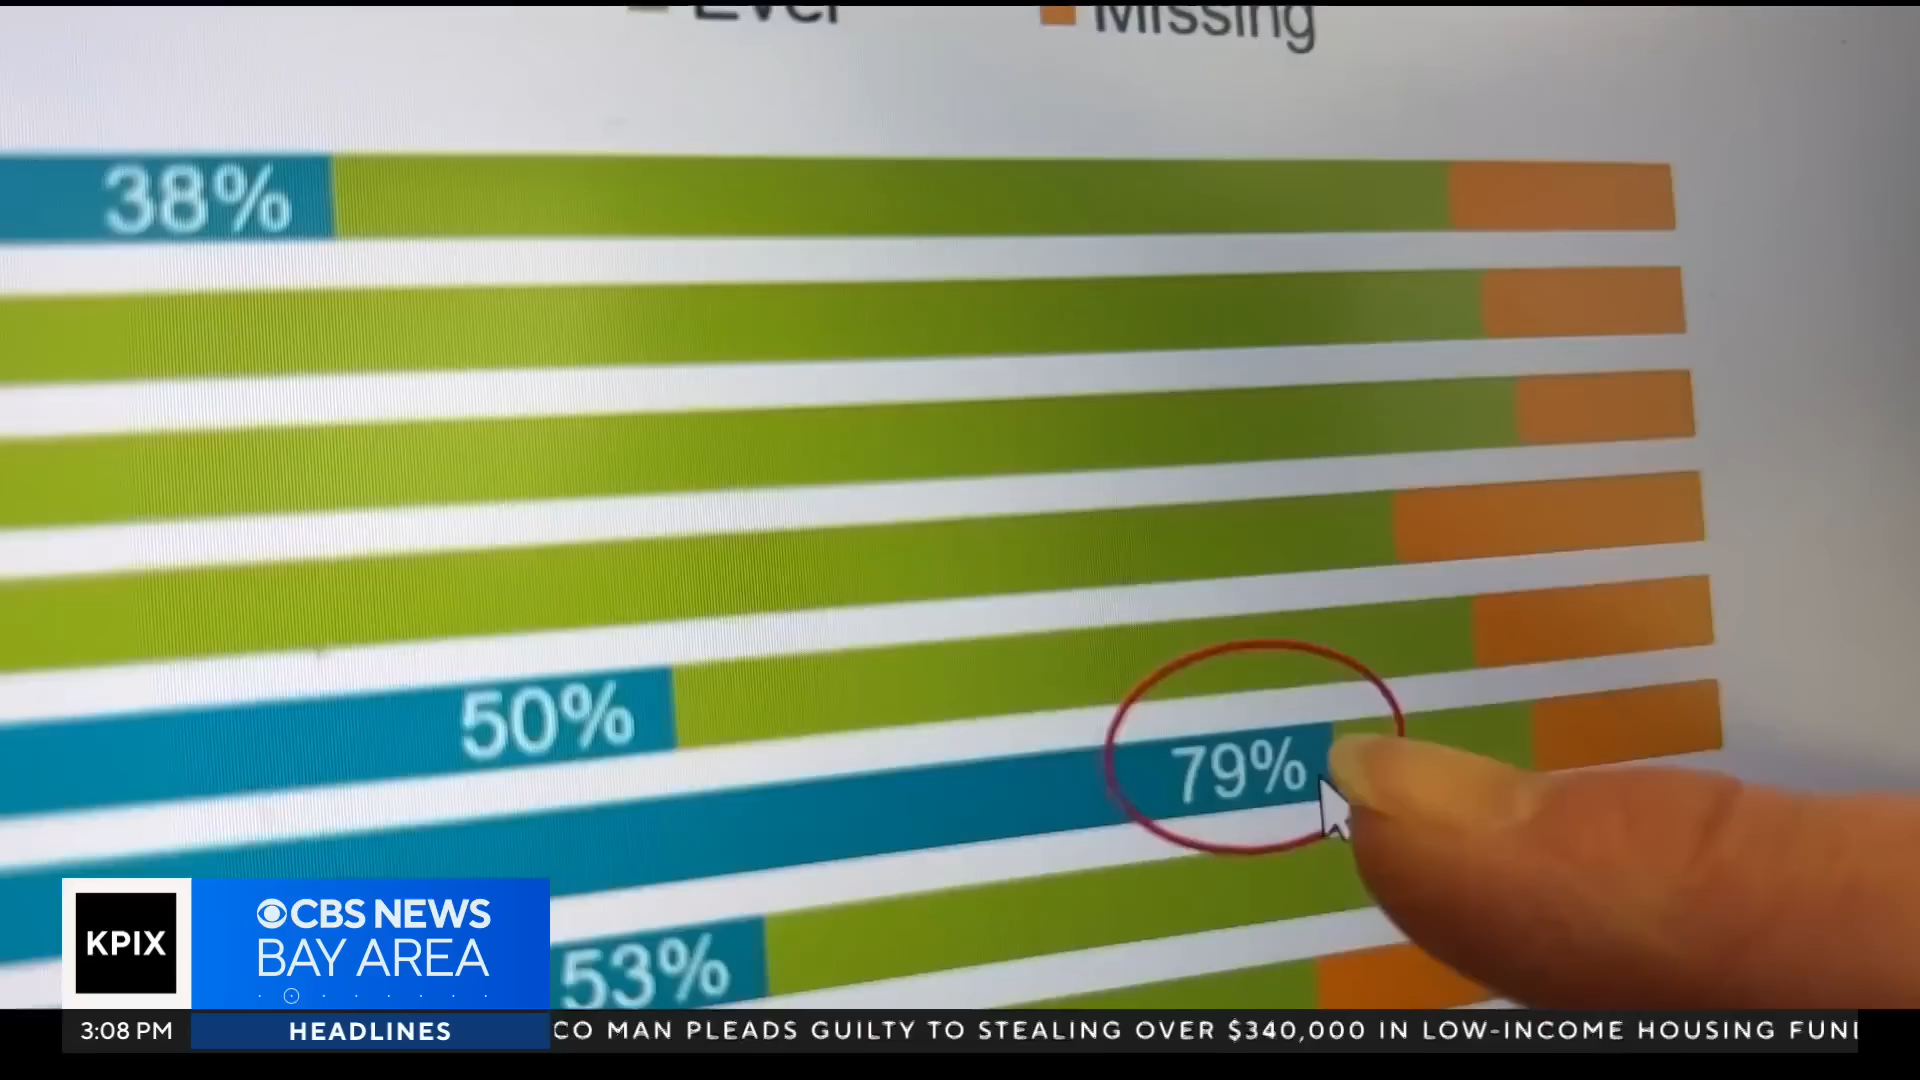 Ever
Missing
38%
50%
79%
53%
KPIX
CBS NEWS
BAY AREA
3:08 PM
HEADLINES
CO MAN PLEADS GUILTY TO STEALING OVER $340,000 IN LOW-INCOME HOUSING